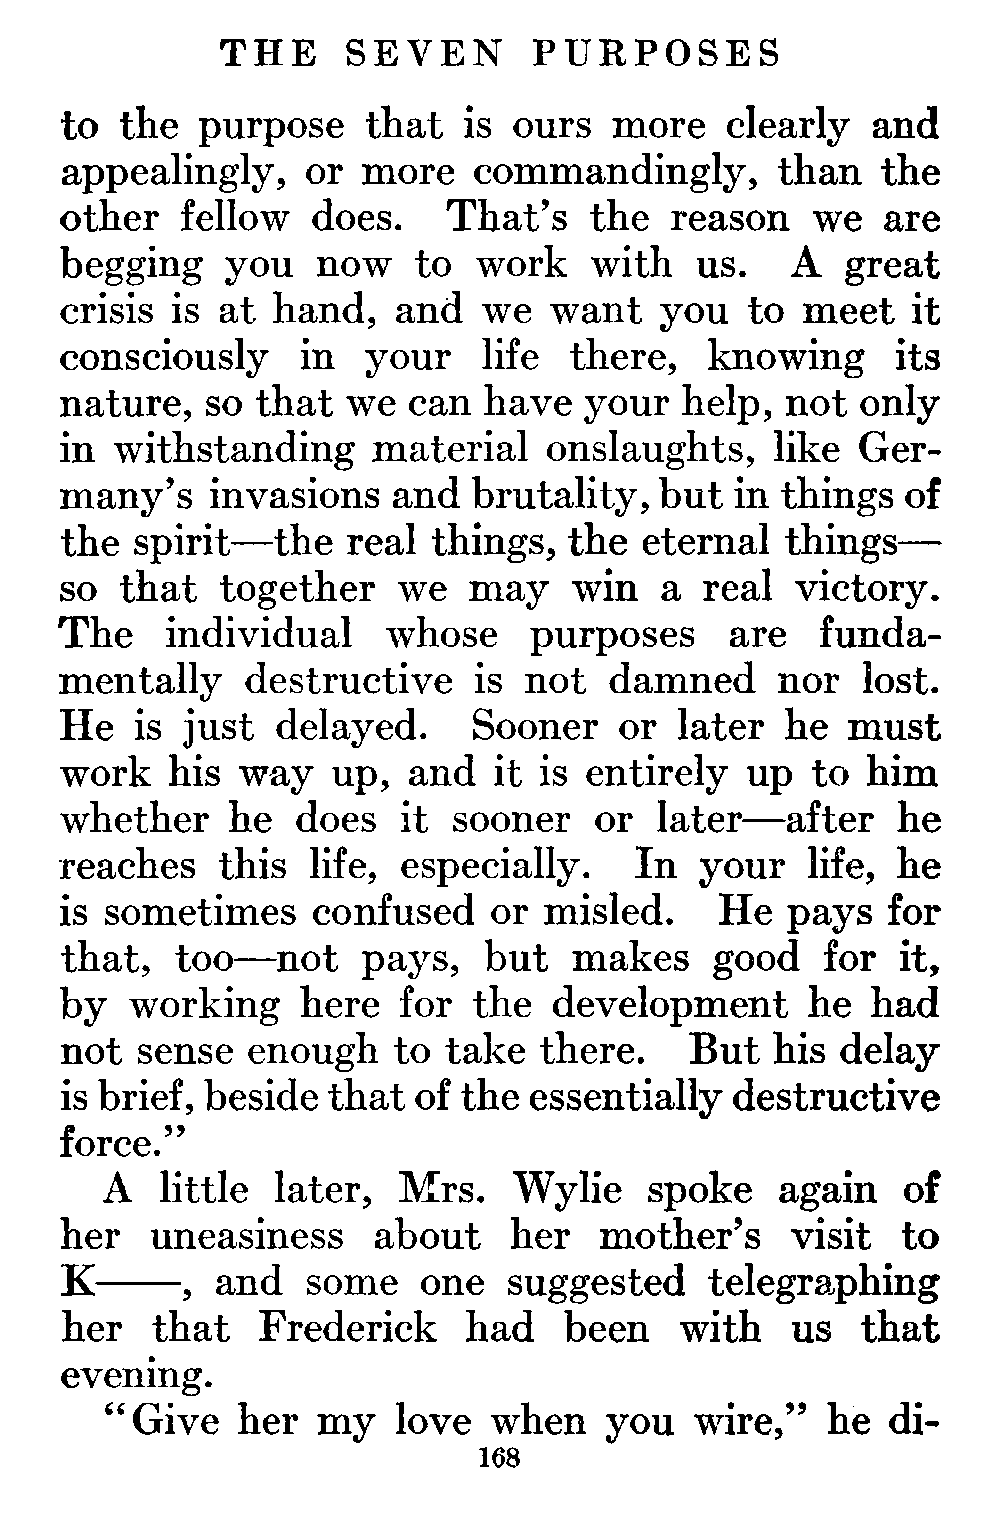 THE SEVEN PURPOSES
to the purpose that is ours more clearly and
appealingly, or more commandingly, than the
other fellow does. That's the reason we are
begging you now to work with us. A great
crisis is at hand, and we want you to meet it
consciously in your life there, knowing its
nature, so that we can have your help, not only
in withstanding material onslaughts, like Ger-
many's invasions and brutality, but in things of
the spirit—the real things, the eternal things—
so that together we may win a real victory.
The individual whose purposes are funda-
mentally destructive is not damned nor lost.
He is just delayed. Sooner or later he must
work his way up, and it is entirely up to him
whether he does it sooner or later—after he
reaches this life, especially. In your life, he
is sometimes confused or misled. He pays for
that, too—not pays, but makes good for it,
by working here for the development he had
not sense enough to take there. But his delay
is brief, beside that of the essentially destructive
force."
A little later, Mrs. Wylie spoke again of
her uneasiness about her mother's visit to
K——, and some one suggested telegraphing
her that Frederick had been with us that
evening.
"Give her my love when you wire," he di-
168